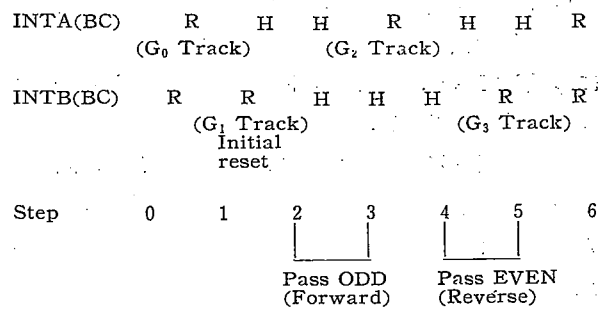 INTA(BC) R H H R H H R
(G₀ Track) (G₂ Track)
INTB(BC) R R H H H R R
(G₁ Track) (G₃ Track)
Initial
reset
Step 0 1 2 3 4 5 6
Pass ODD Pass EVEN
(Forward) (Reverse)